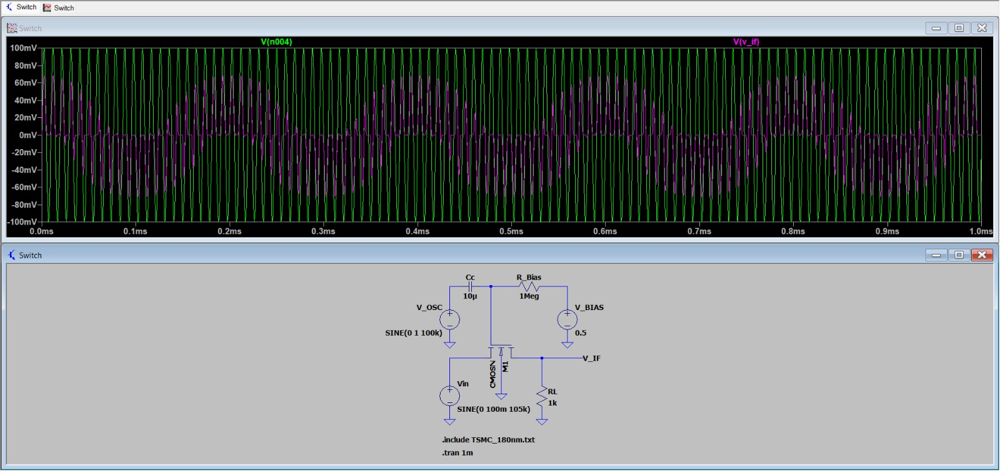 Switch Switch
Switch
V(n004) V(v_if)
100mV
80mV
60mV
40mV
20mV
0mV
-20mV
-40mV
-60mV
-80mV
-100mV
0.0ms 0.1ms 0.2ms 0.3ms 0.4ms 0.5ms 0.6ms 0.7ms 0.8ms 0.9ms 1.0ms
Switch
Cc R_Bias
10µ 1Meg
V_OSC V_BIAS
SINE(0 1 100k) 0.5
CMOSN M1
V_IF
Vin RL
1k
SINE(0 100m 105k)
.include TSMC_180nm.txt
.tran 1m